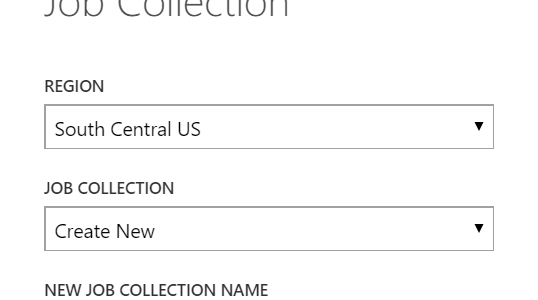 Job Collection
REGION
South Central US
JOB COLLECTION
Create New
NEW JOB COLLECTION NAME